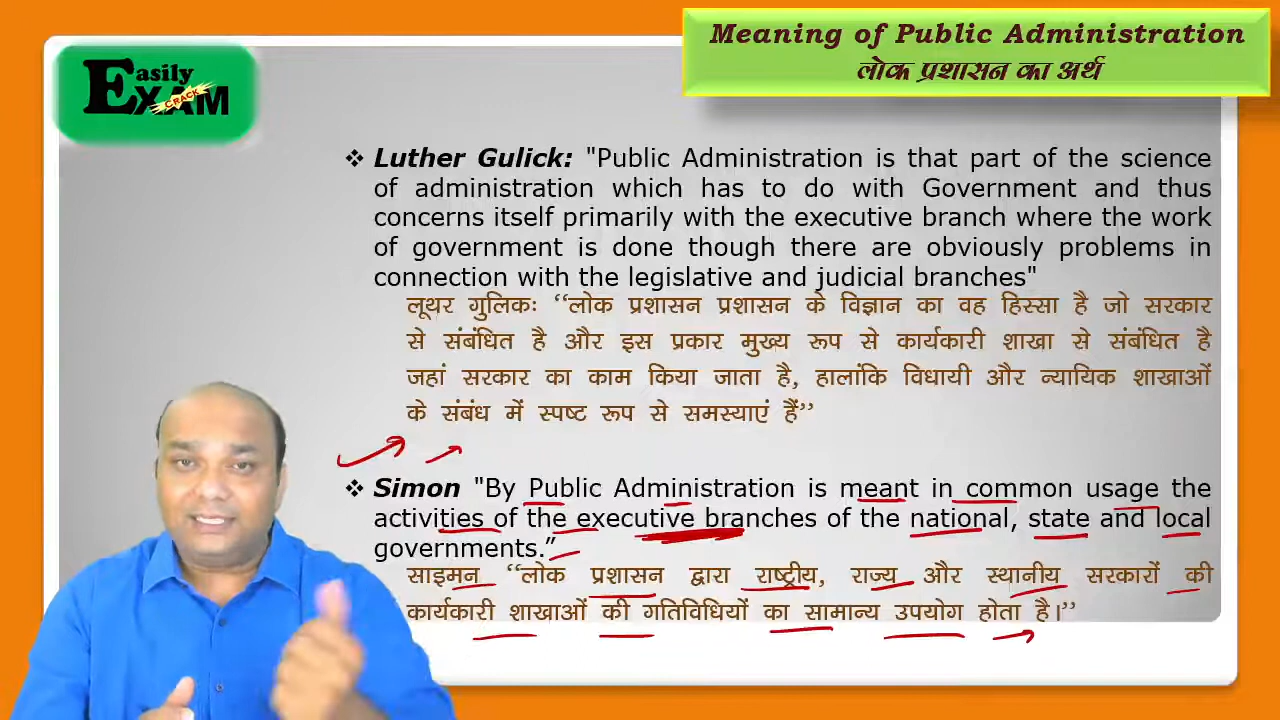 Meaning of Public Administration
लोक प्रशासन का अर्थ
Easily
EXAM
CRACK
❖ Luther Gulick: "Public Administration is that part of the science
of administration which has to do with Government and thus
concerns itself primarily with the executive branch where the work
of government is done though there are obviously problems in
connection with the legislative and judicial branches"
लूथर गुलिकः ‘‘लोक प्रशासन प्रशासन के विज्ञान का वह हिस्सा है जो सरकार
से संबंधित है और इस प्रकार मुख्य रूप से कार्यकारी शाखा से संबंधित है
जहां सरकार का काम किया जाता है, हालांकि विधायी और न्यायिक शाखाओं
के संबंध में स्पष्ट रूप से समस्याएं हैं’’
❖ Simon "By Public Administration is meant in common usage the
activities of the executive branches of the national, state and local
governments.”
साइमन ‘‘लोक प्रशासन द्वारा राष्ट्रीय, राज्य और स्थानीय सरकारों की
कार्यकारी शाखाओं की गतिविधियों का सामान्य उपयोग होता है।’’